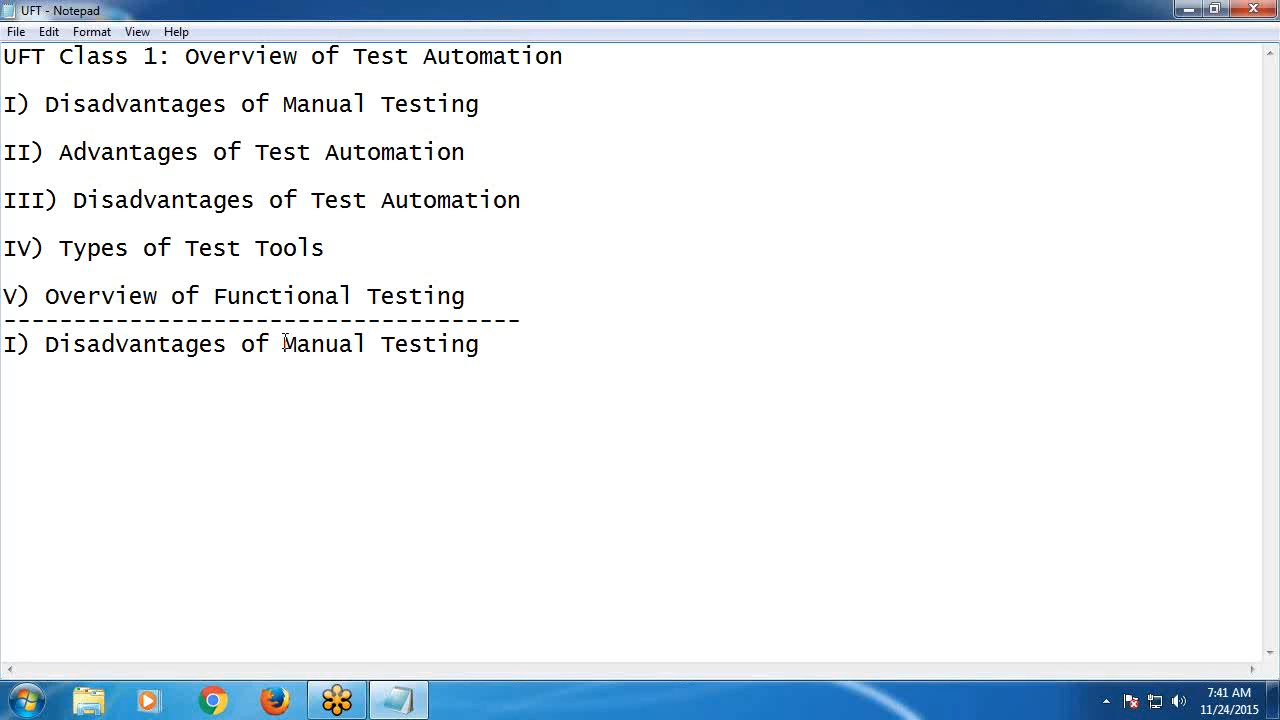 UFT - Notepad
File Edit Format View Help
UFT Class 1: Overview of Test Automation
I) Disadvantages of Manual Testing
II) Advantages of Test Automation
III) Disadvantages of Test Automation
IV) Types of Test Tools
V) Overview of Functional Testing
-------------------------------------
I) Disadvantages of Manual Testing
7:41 AM
11/24/2015